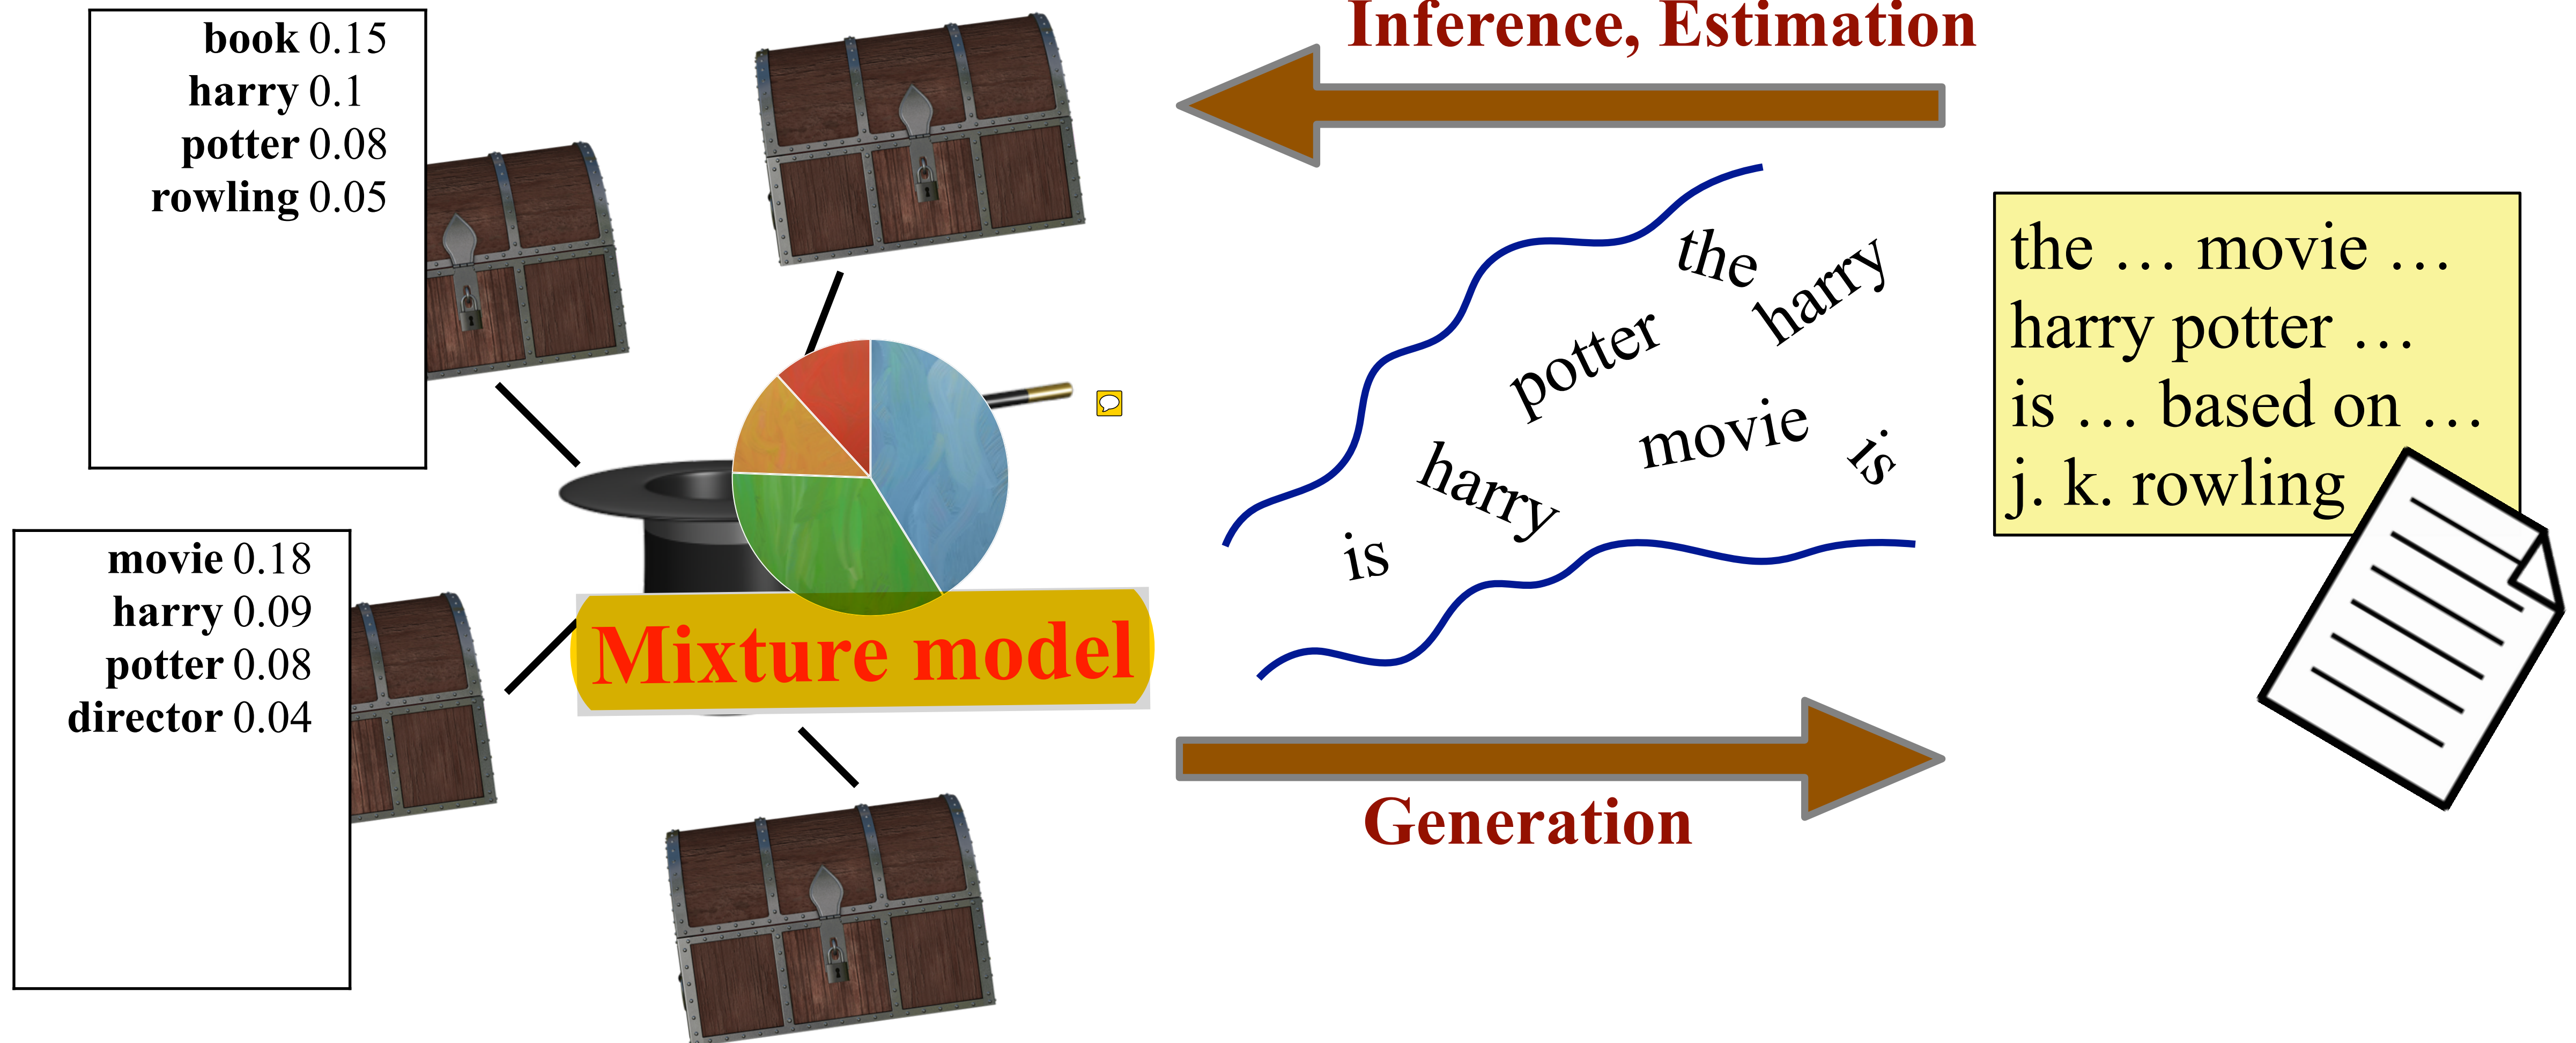 book 0.15
harry 0.1
potter 0.08
rowling 0.05
movie 0.18
harry 0.09
potter 0.08
director 0.04
Mixture model
Inference, Estimation
the
harry
potter
movie
is
harry
is
Generation
the … movie …
harry potter …
is … based on …
j. k. rowling